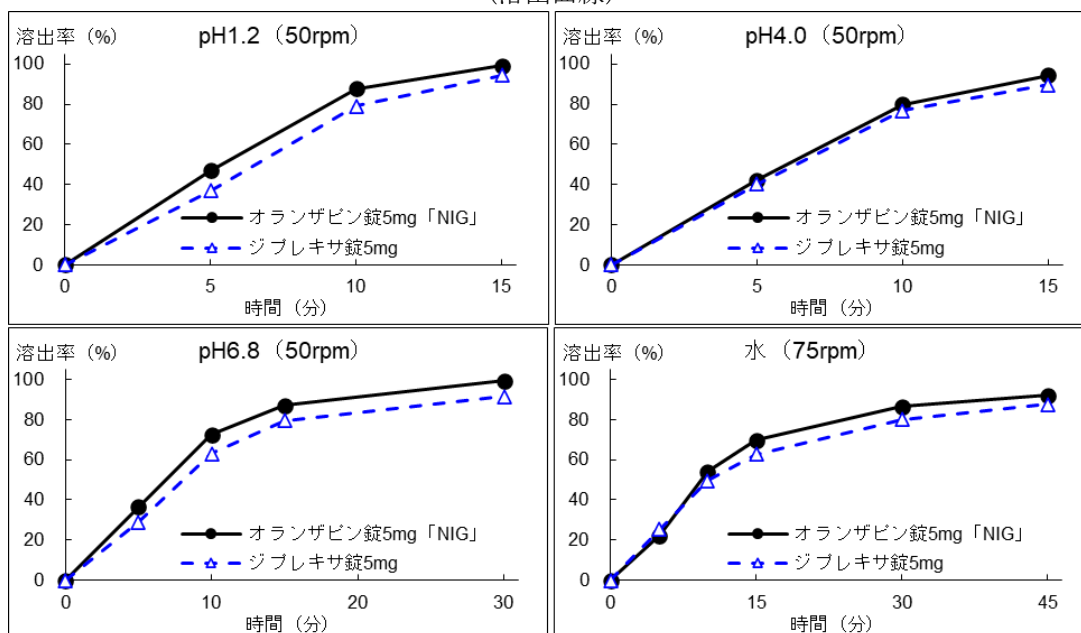 溶出率（%）
pH1.2（50rpm）
100
80
60
40
20
0
オランザピン錠5mg「NIG」
ジプレキサ錠5mg
0 5 10 15
時間（分）
溶出率（%）
pH4.0（50rpm）
100
80
60
40
20
0
オランザピン錠5mg「NIG」
ジプレキサ錠5mg
0 5 10 15
時間（分）
溶出率（%）
pH6.8（50rpm）
100
80
60
40
20
0
オランザピン錠5mg「NIG」
ジプレキサ錠5mg
0 10 20 30
時間（分）
溶出率（%）
水（75rpm）
100
80
60
40
20
0
オランザピン錠5mg「NIG」
ジプレキサ錠5mg
0 15 30 45
時間（分）